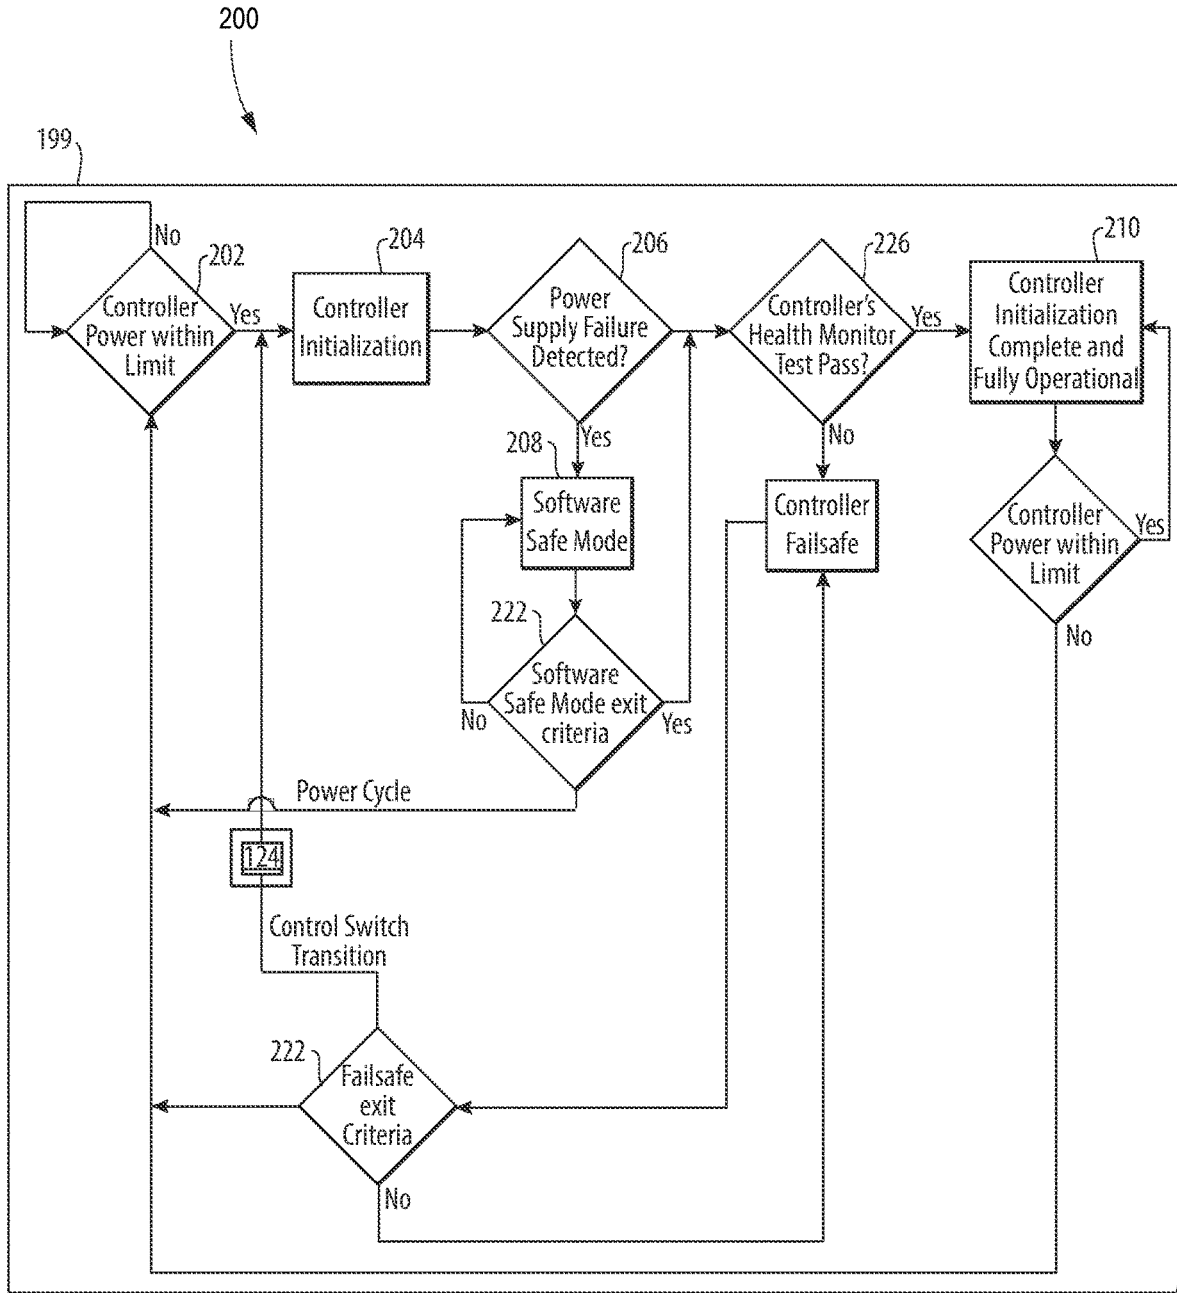 200
199
No
202
Controller
Power within
Limit
Yes
204
Controller
Initialization
206
Power
Supply Failure
Detected?
Yes
226
Controller's
Health Monitor
Test Pass?
Yes
No
210
Controller
Initialization
Complete and
Fully Operational
208
Software
Safe Mode
Controller
Failsafe
Controller
Power within
Limit
Yes
No
222
Software
Safe Mode exit
criteria
No
Yes
Power Cycle
124
Control Switch
Transition
222
Failsafe
exit
Criteria
No